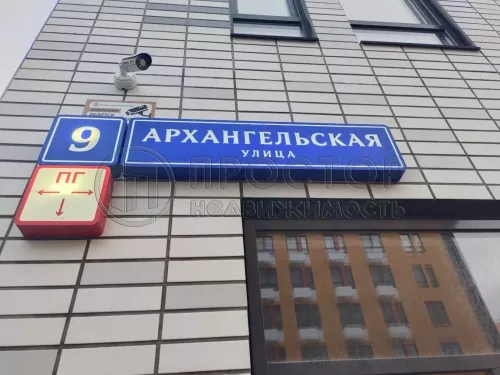 9
АРХАНГЕЛЬСКАЯ
УЛИЦА
ПГ
ПРОСТОР
НЕДВИЖИМОСТЬ